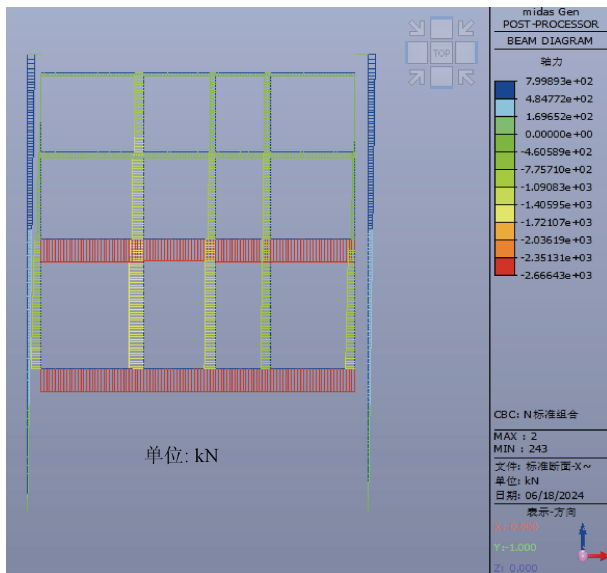 midas Gen
POST-PROCESSOR
BEAM DIAGRAM
轴力
7.99893e+02
4.84772e+02
1.69652e+02
0.00000e+00
-4.60589e+02
-7.75710e+02
-1.09083e+03
-1.40595e+03
-1.72107e+03
-2.03619e+03
-2.35131e+03
-2.66643e+03
TOP
单位: kN
CBC: N标准组合
MAX : 2
MIN : 243
文件: 标准断面-X~
单位: kN
日期: 06/18/2024
表示-方向
X: 0.000
Y:-1.000
Z: 0.000